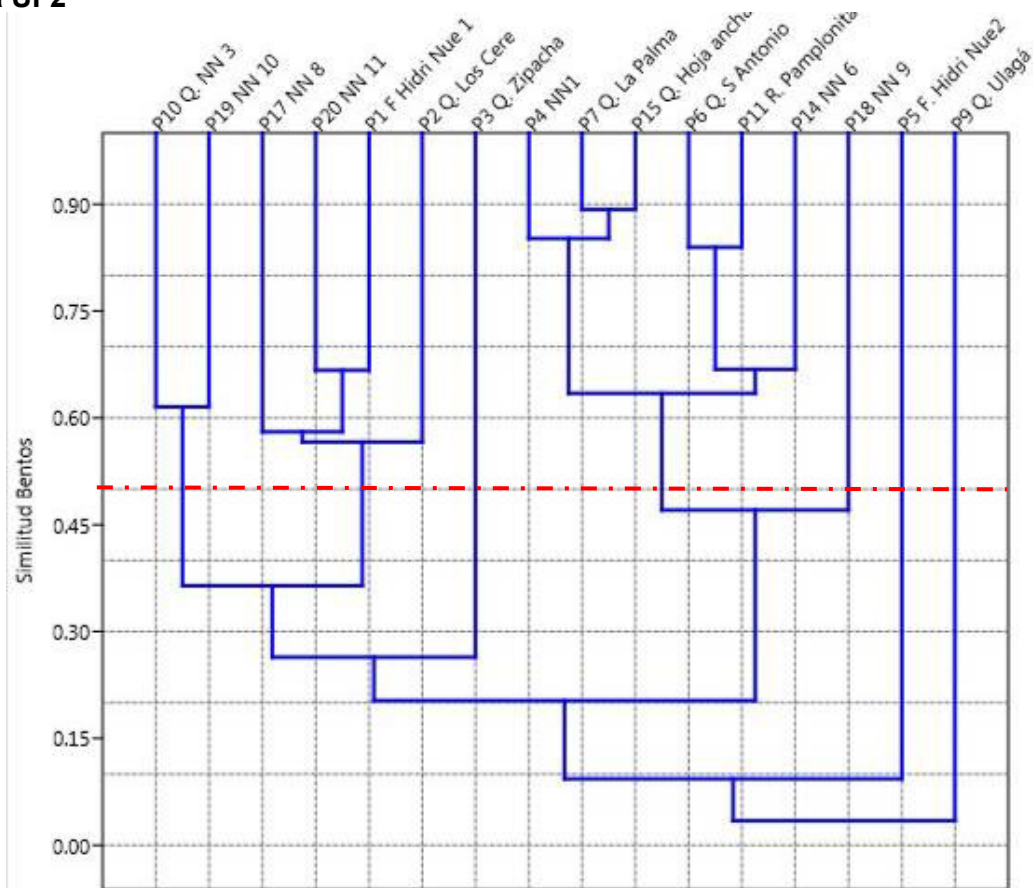 P10 Q. NN 3
P19 NN 10
P17 NN 8
P20 NN 11
P1 F Hidri Nue 1
P2 Q. Los Cere
P3 Q. Zipacha
P4 NN1
P7 Q. La Palma
P15 Q. Hoja ancha
P6 Q. S Antonio
P11 R. Pamplonita
P14 NN 6
P18 NN 9
P5 F. Hidri Nue2
P9 Q. Ulagá
0.90
0.75
0.60
0.45
0.30
0.15
0.00
Similitud Bentos